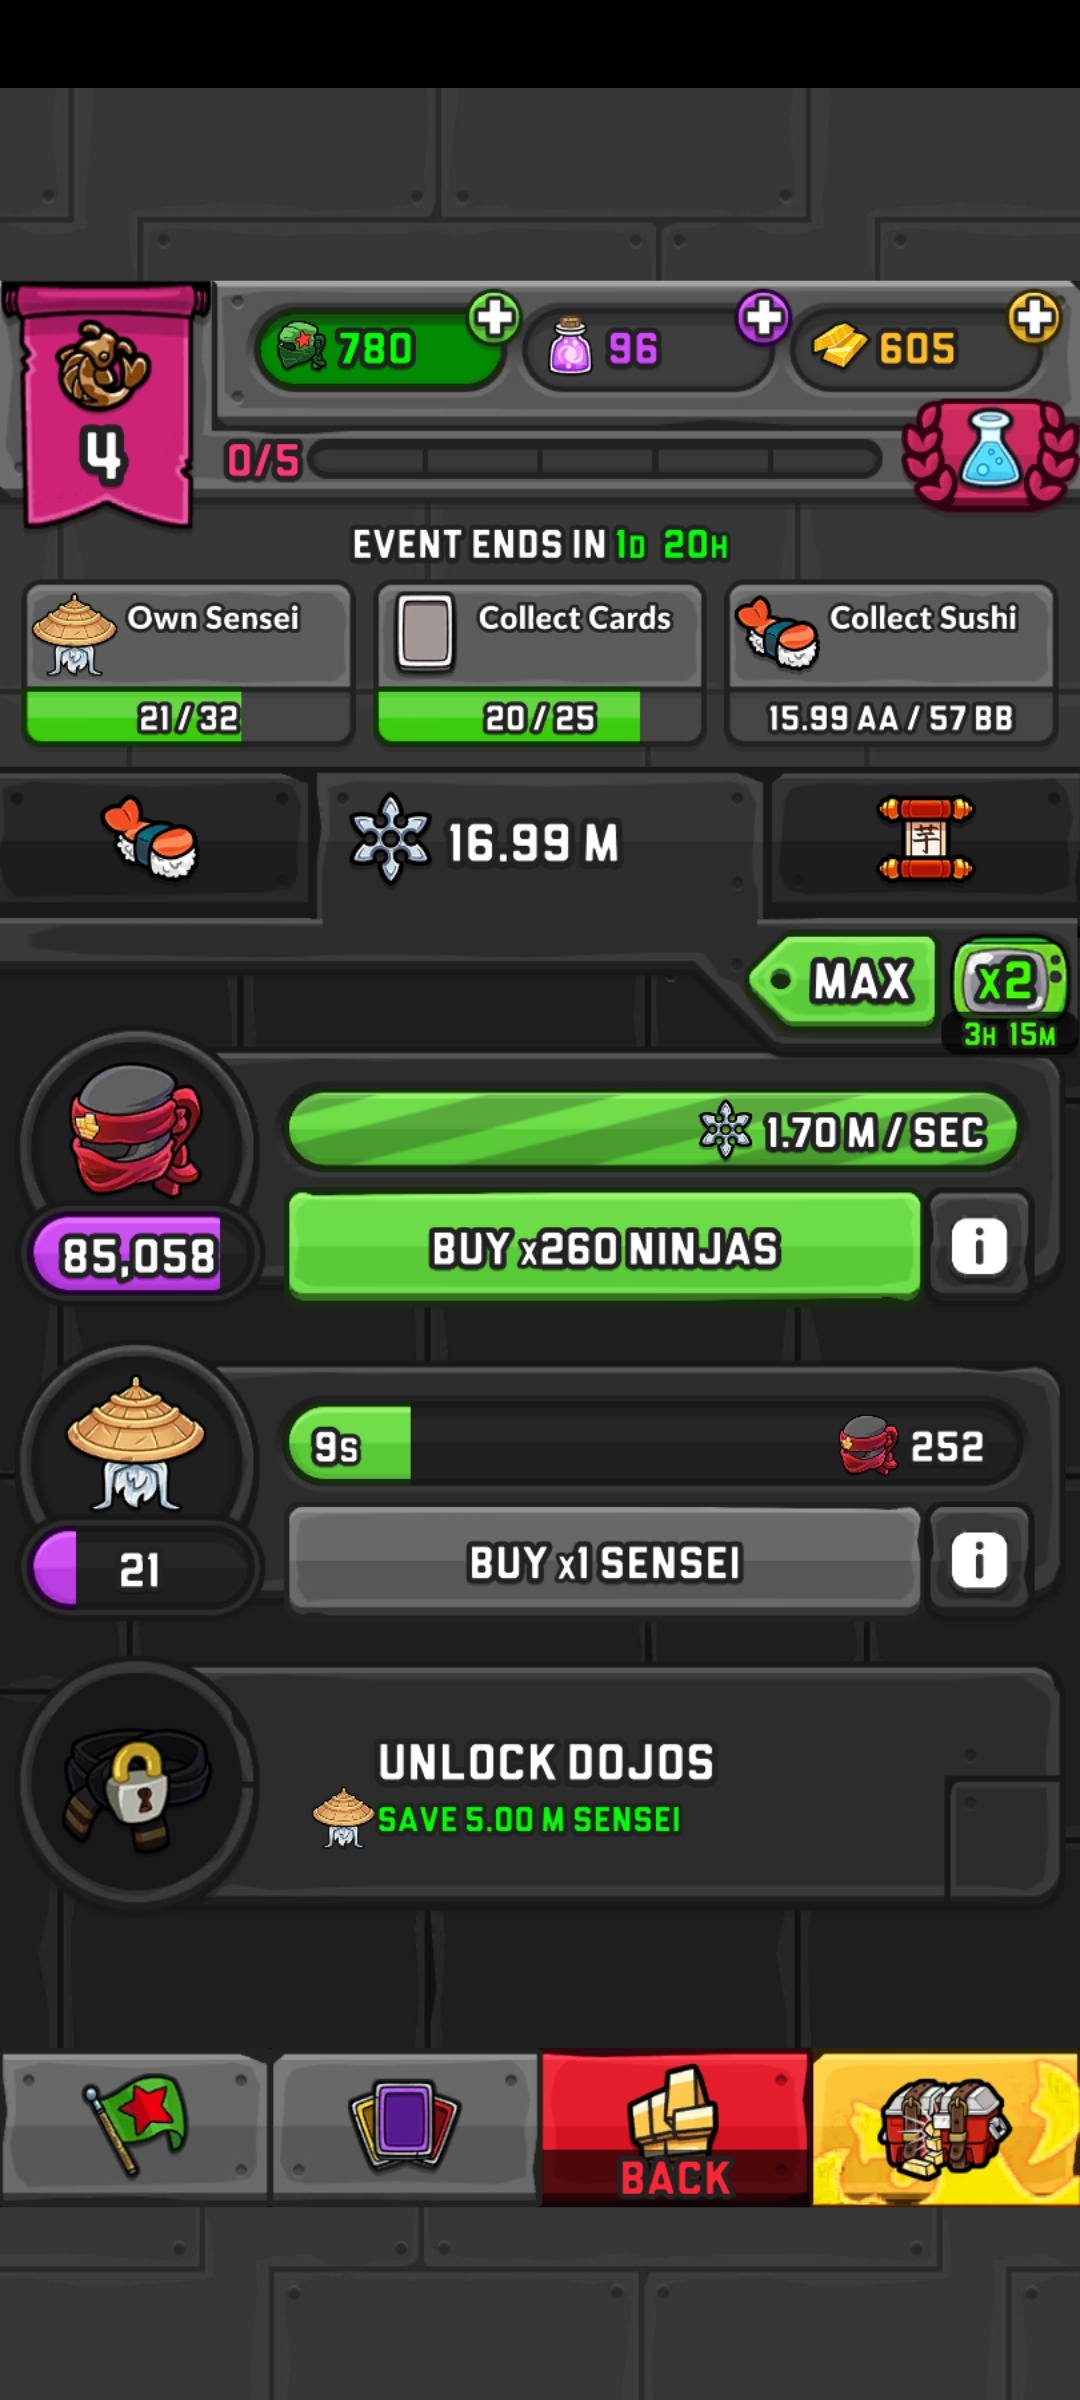 780
96
605
4
0/5
EVENT ENDS IN 1D 20H
Own Sensei
Collect Cards
Collect Sushi
21/32
20/25
15.99 AA / 57 BB
16.99 M
芋
MAX
x2
3H 15M
1.70 M / SEC
85,058
BUY x260 NINJAS
i
9s
252
21
BUY x1 SENSEI
i
UNLOCK DOJOS
SAVE 5.00 M SENSEI
BACK